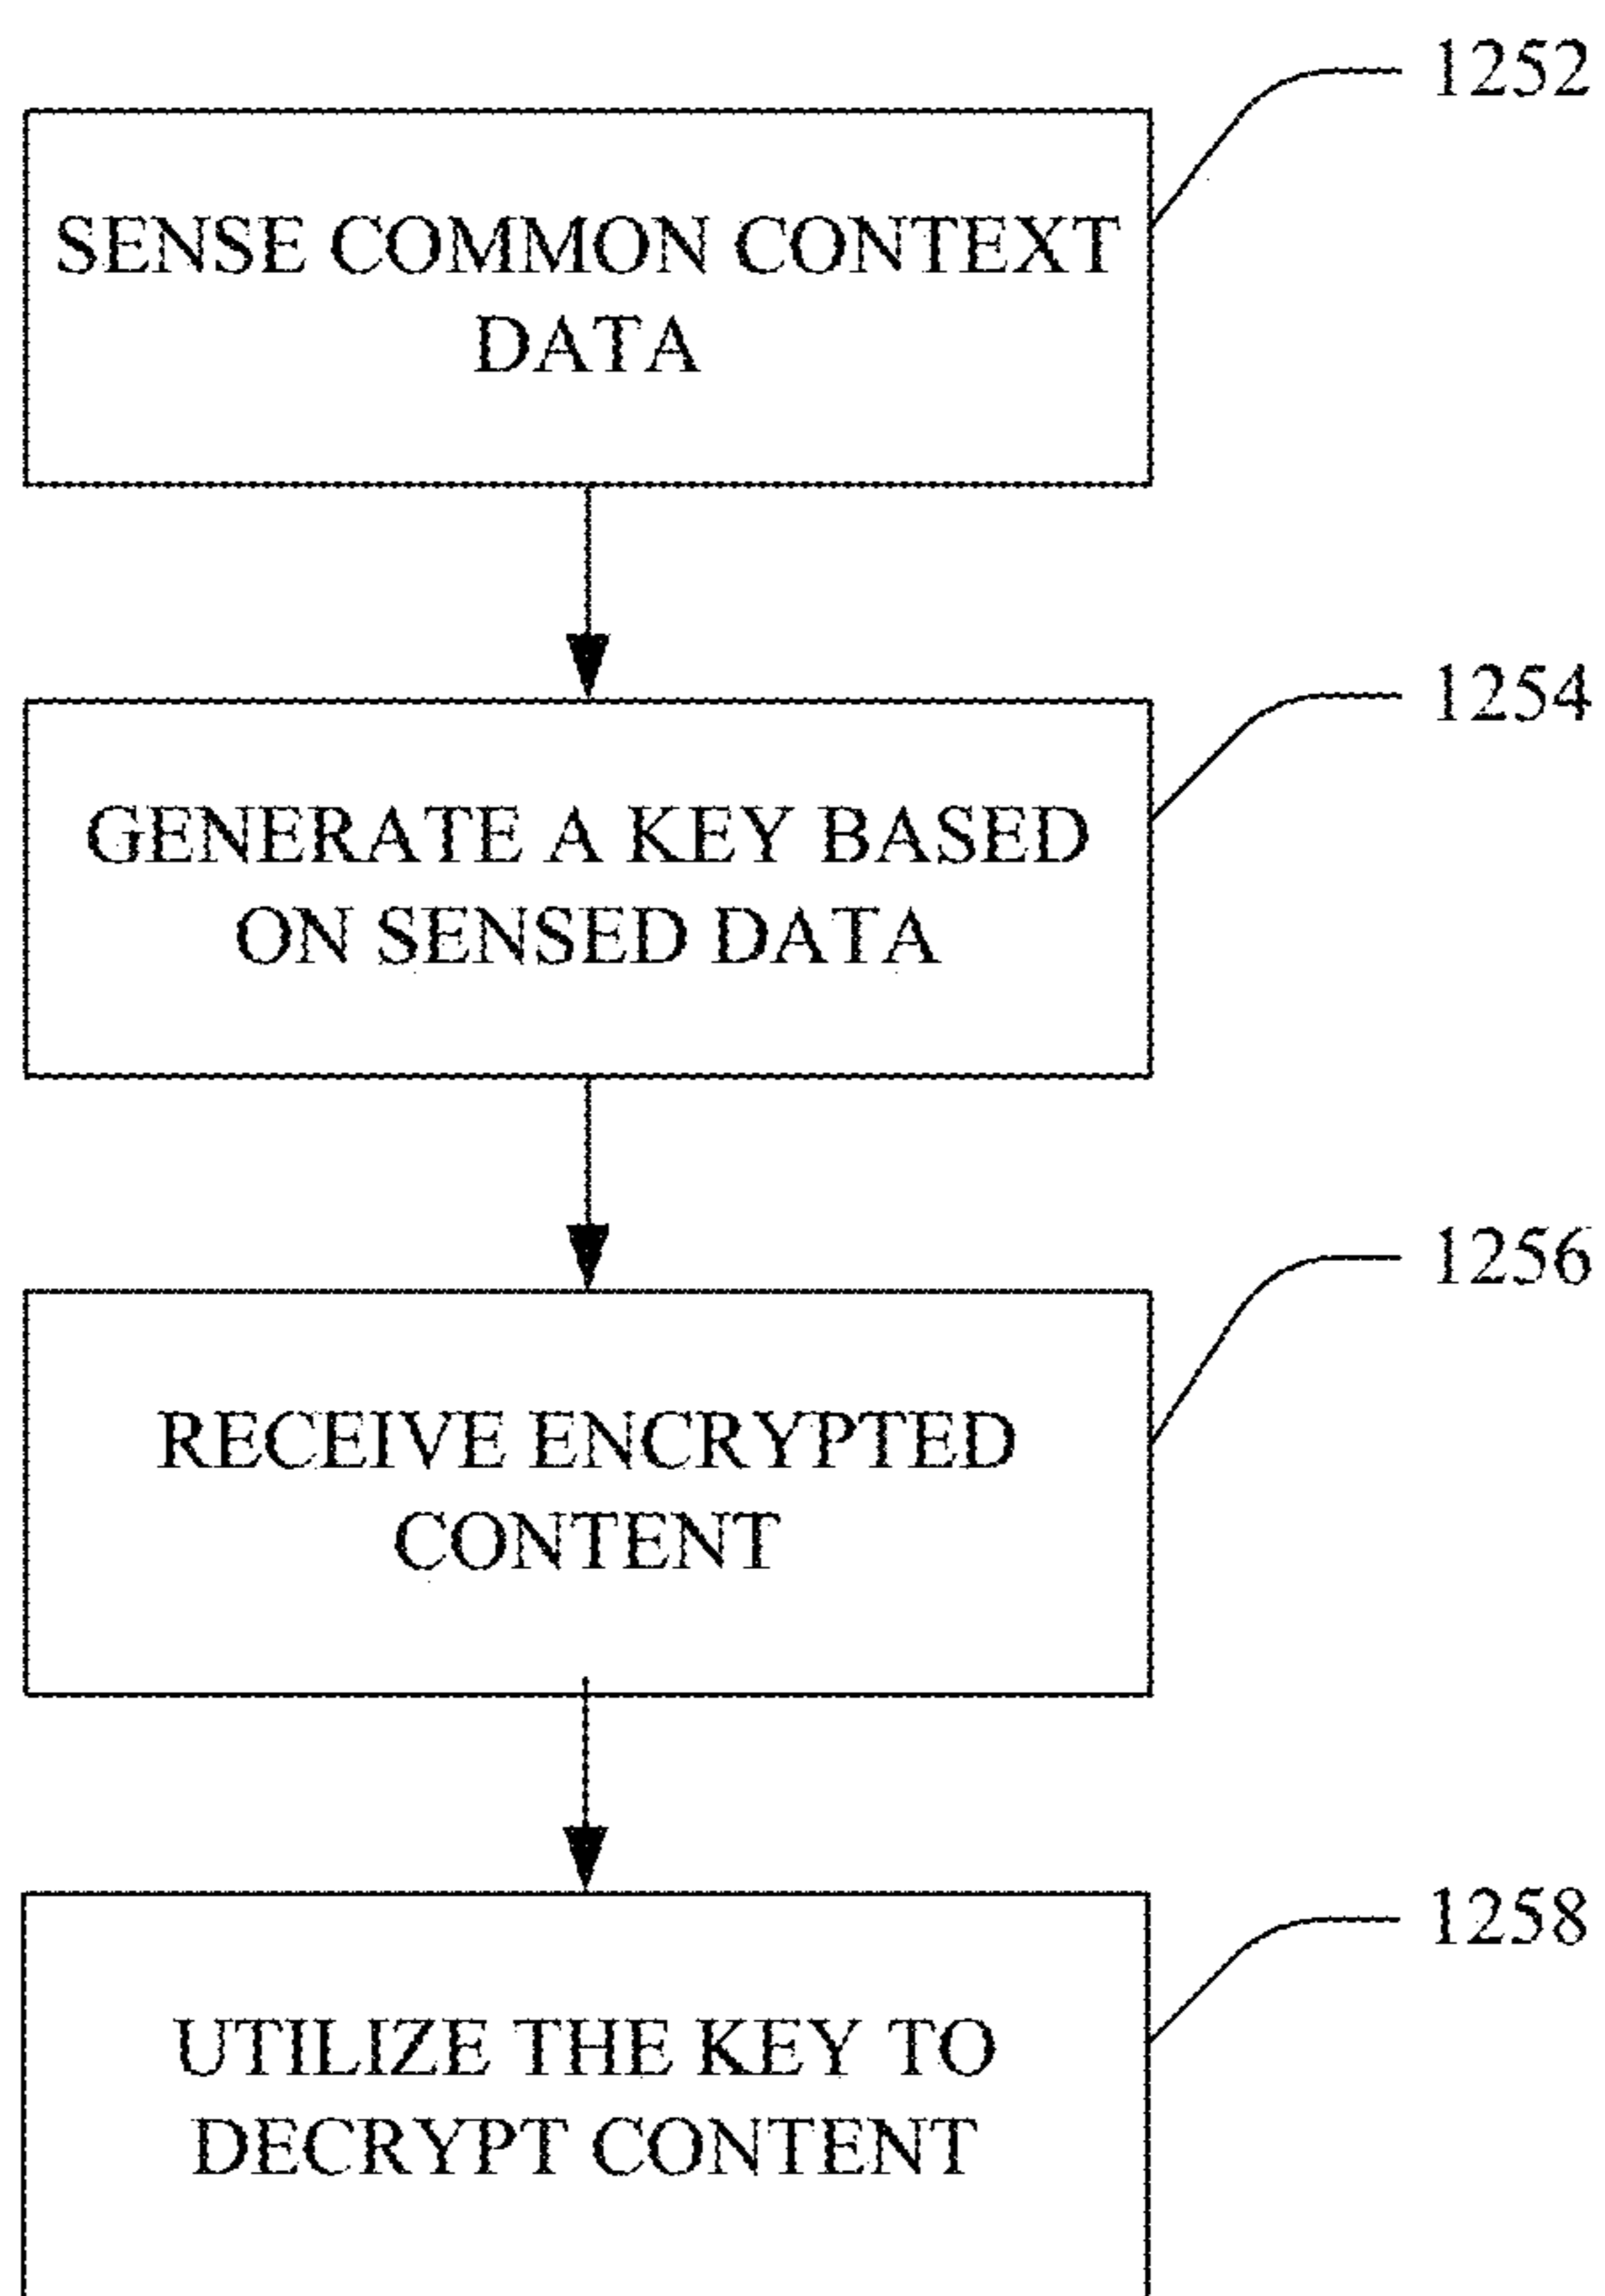 1252
SENSE COMMON CONTEXT
DATA
1254
GENERATE A KEY BASED
ON SENSED DATA
1256
RECEIVE ENCRYPTED
CONTENT
1258
UTILIZE THE KEY TO
DECRYPT CONTENT